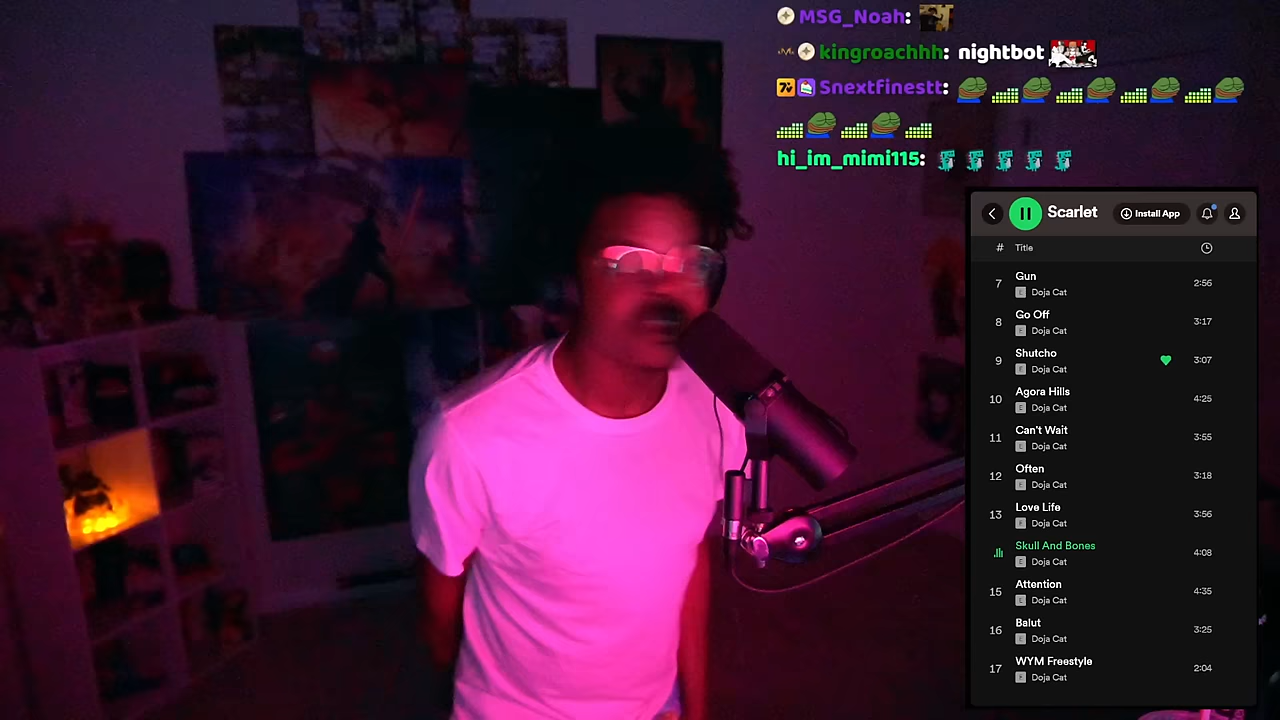 MSG_Noah:
kingroachhh: nightbot
Snextfinestt:
hi_im_mimi115:
Scarlet
Install App
# Title
7 Gun 2:56
E Doja Cat
8 Go Off 3:17
E Doja Cat
9 Shutcho 3:07
E Doja Cat
10 Agora Hills 4:25
E Doja Cat
11 Can't Wait 3:55
E Doja Cat
12 Often 3:18
E Doja Cat
13 Love Life 3:56
E Doja Cat
Skull And Bones 4:08
E Doja Cat
15 Attention 4:35
E Doja Cat
16 Balut 3:25
E Doja Cat
17 WYM Freestyle 2:04
E Doja Cat